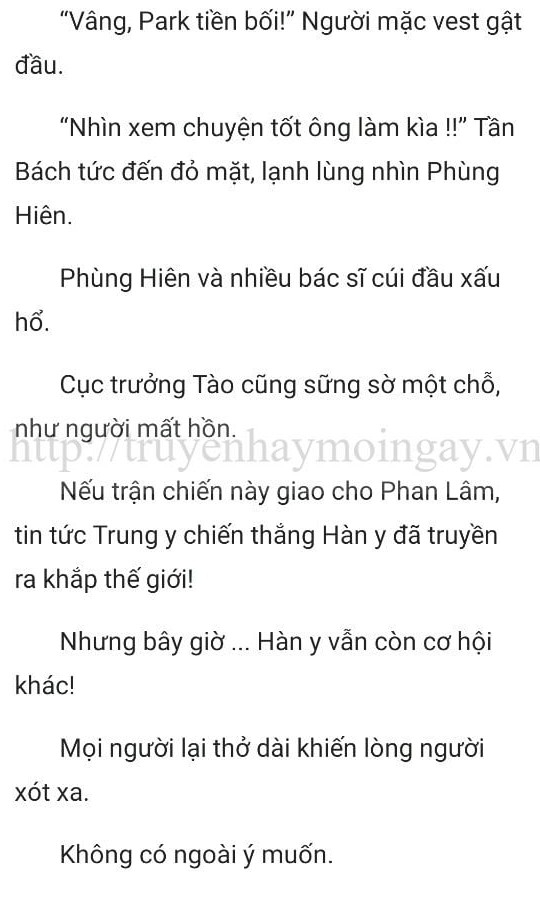 “Vâng, Park tiền bối!” Người mặc vest gật
đầu.
“Nhìn xem chuyện tốt ông làm kìa !!” Tần
Bách tức đến đỏ mặt, lạnh lùng nhìn Phùng
Hiên.
Phùng Hiên và nhiều bác sĩ cúi đầu xấu
hổ.
Cục trưởng Tào cũng sững sờ một chỗ,
như người mất hồn.
http://truyenhaymoingay.vn
Nếu trận chiến này giao cho Phan Lâm,
tin tức Trung y chiến thắng Hàn y đã truyền
ra khắp thế giới!
Nhưng bây giờ ... Hàn y vẫn còn cơ hội
khác!
Mọi người lại thở dài khiến lòng người
xót xa.
Không có ngoài ý muốn.